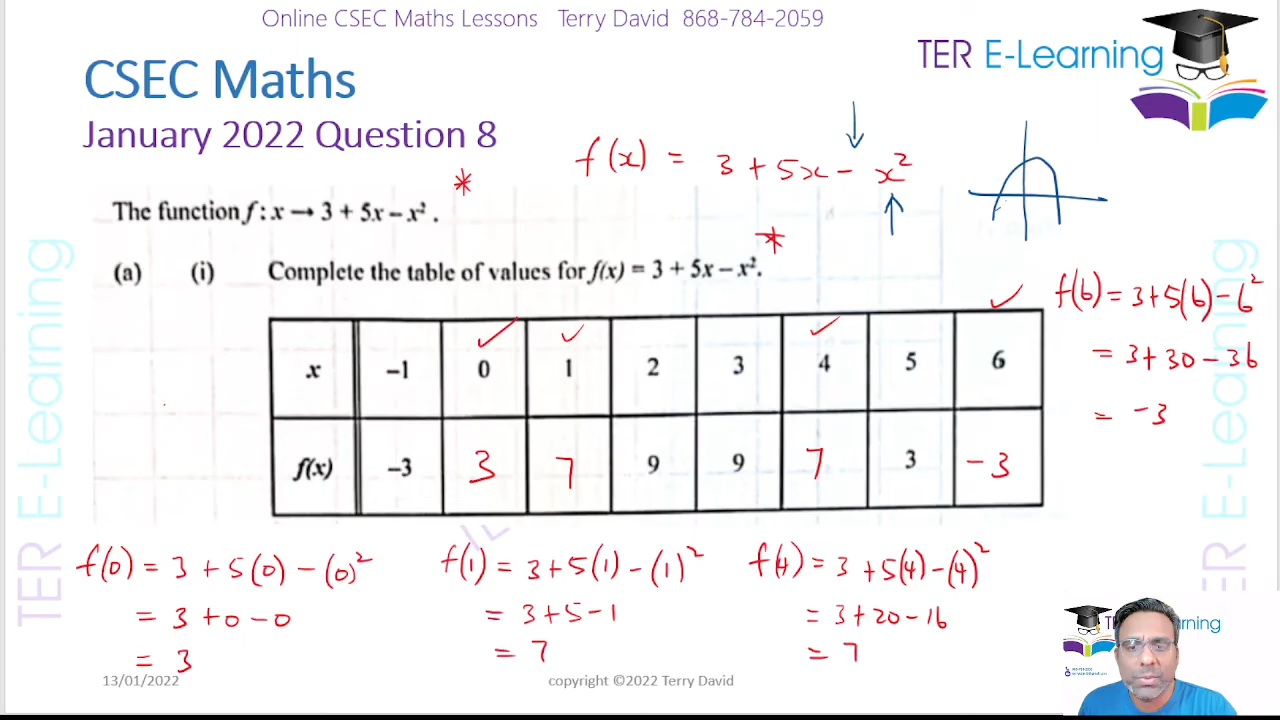 Online CSEC Maths Lessons Terry David 868-784-2059
TER E-Learning
CSEC Maths
January 2022 Question 8
f(x) = 3 + 5x - x²
*
The function f : x → 3 + 5x – x² .
*
(a) (i) Complete the table of values for f(x) = 3 + 5x – x².
x –1 0 1 2 3 4 5 6
f(x) –3 3 7 9 9 7 3 -3
f(6) = 3+5(6) - 6²
= 3+30-36
= -3
f(0) = 3 + 5(0) - (0)²
= 3 +0 -0
= 3
f(1) = 3+5(1) - (1)²
= 3+5-1
= 7
f(4) = 3 +5(4) - (4)²
= 3+20-16
= 7
TER E-Learning
TER E-Learning
13/01/2022
copyright ©2022 Terry David